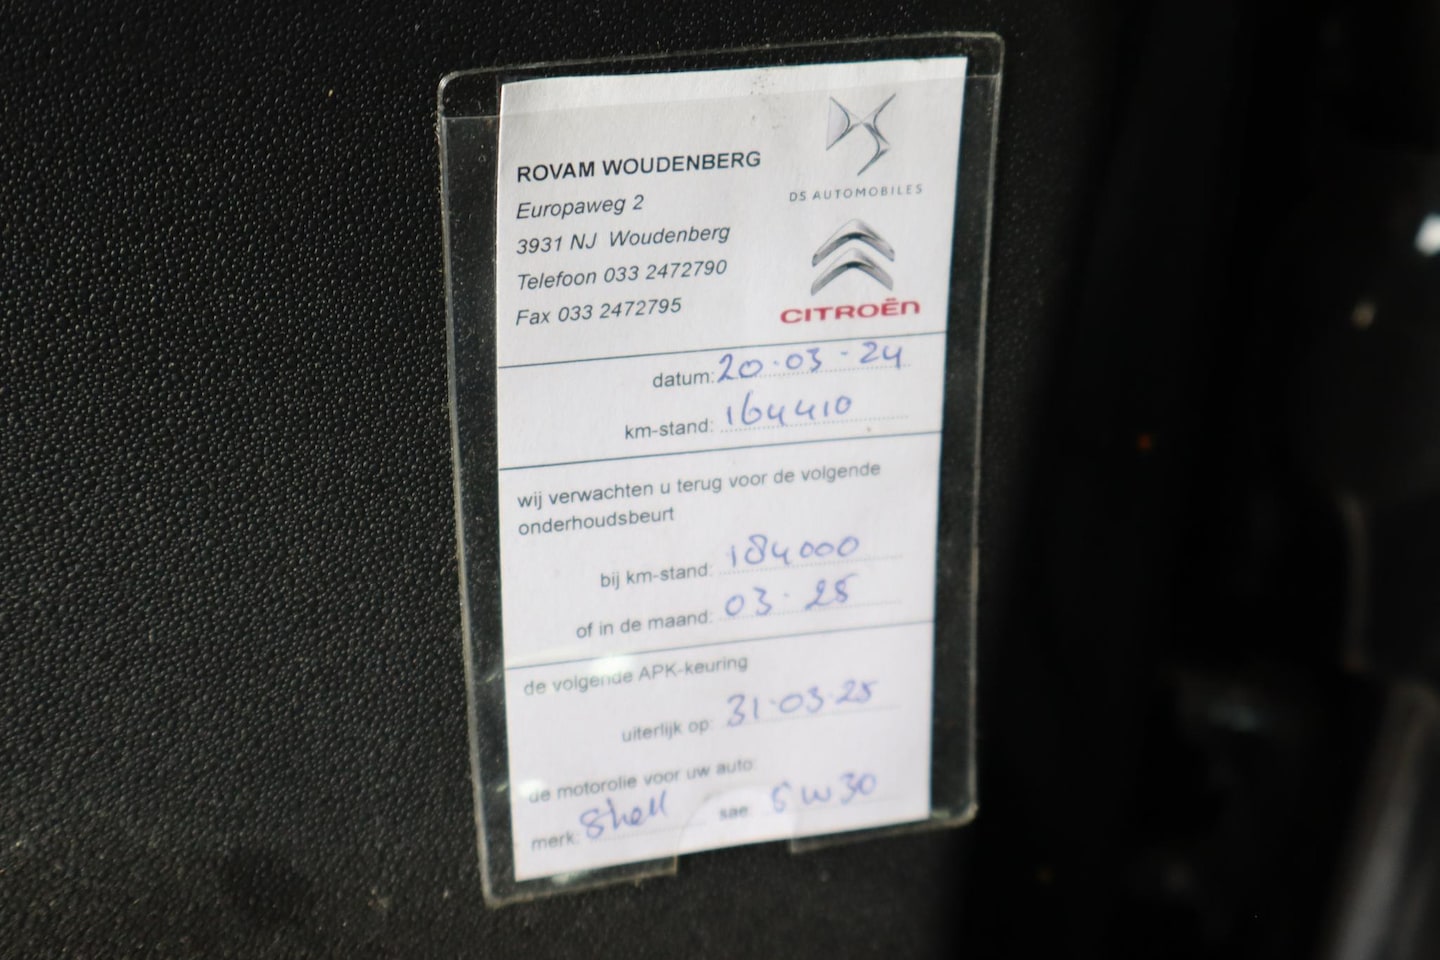 ROVAM WOUDENBERG
Europaweg 2
3931 NJ Woudenberg
Telefoon 033 2472790
Fax 033 2472795
DS AUTOMOBILES
CITROËN
datum: 20-03-24
km-stand: 164410
wij verwachten u terug voor de volgende
onderhoudsbeurt
bij km-stand: 184000
of in de maand: 03-25
de volgende APK-keuring
uiterlijk op: 31-03-25
de motorolie voor uw auto:
merk: Shell sae: 5W30